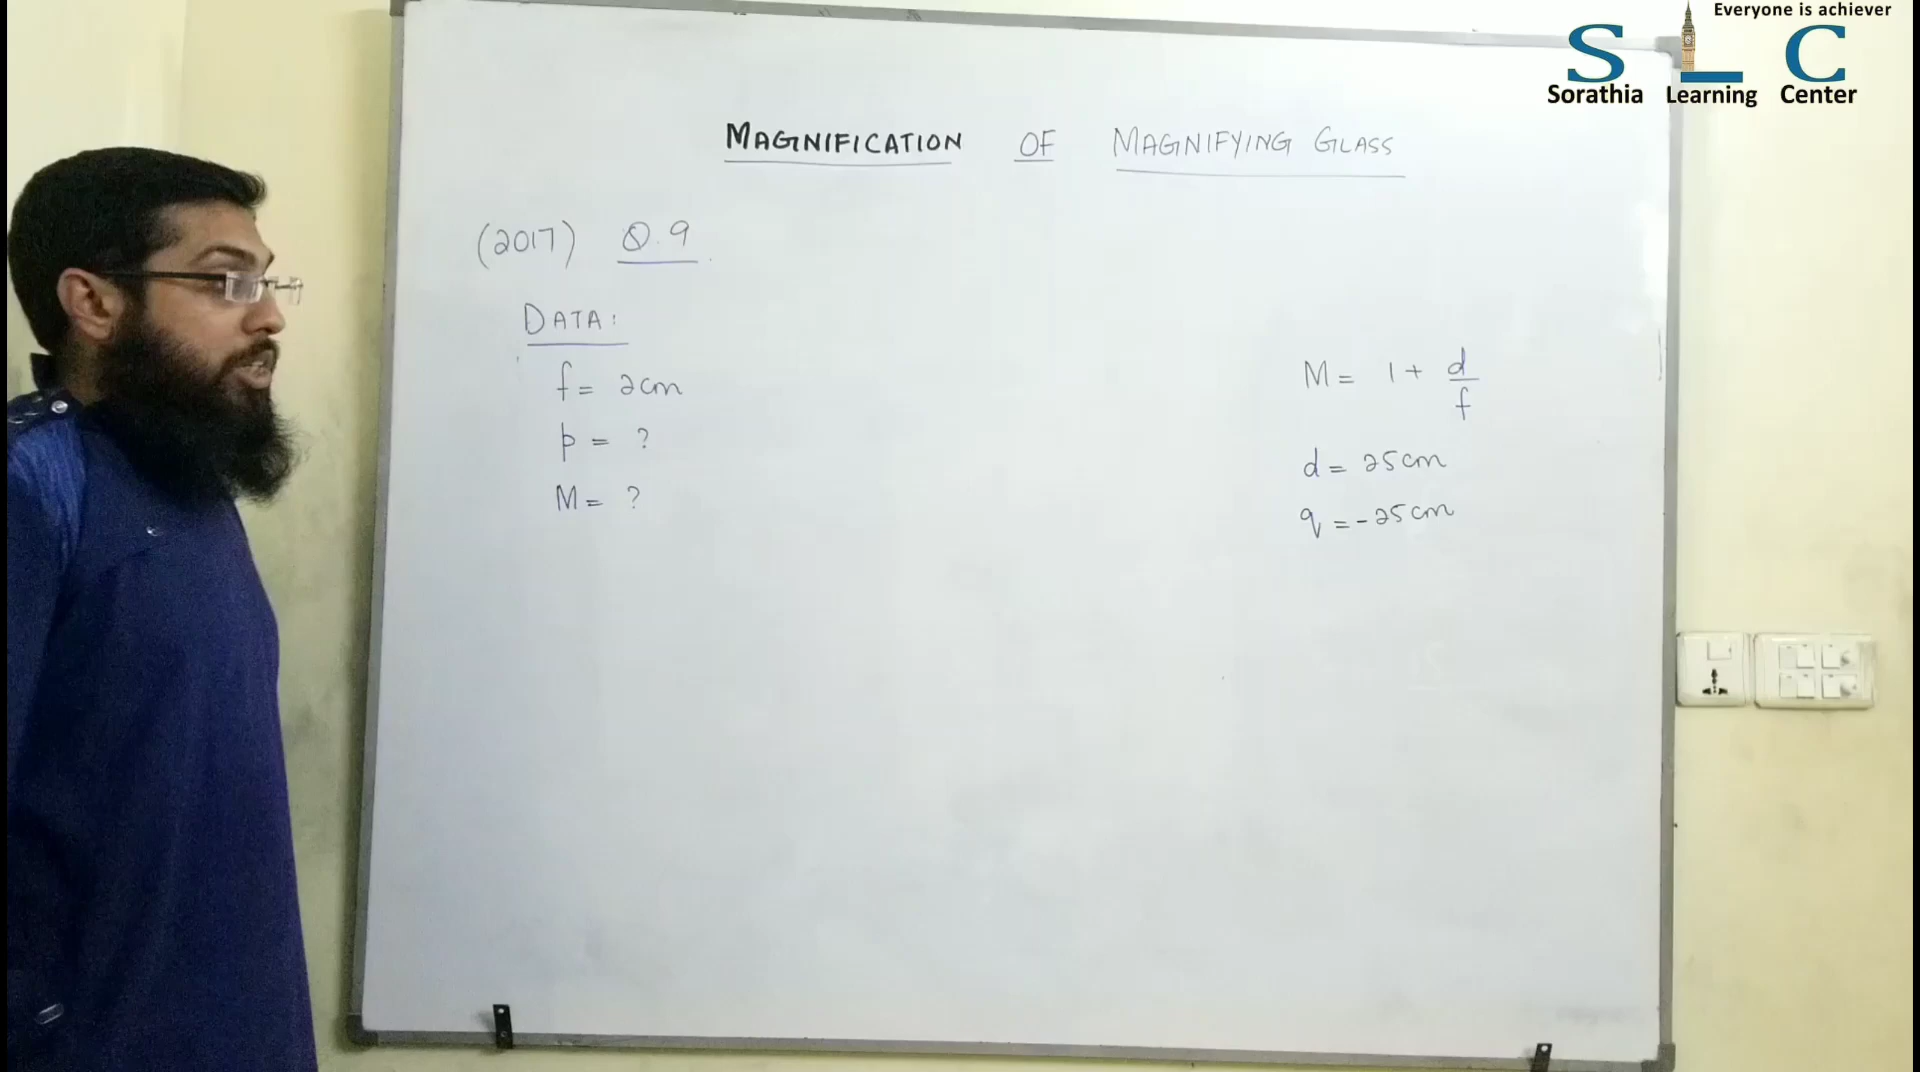 Everyone is achiever
S L C
Sorathia Learning Center
MAGNIFICATION OF MAGNIFYING GLASS
(2017) Q.9
DATA:
f = 2cm
p = ?
M = ?
M = 1 + d/f
d = 25cm
q = -25cm